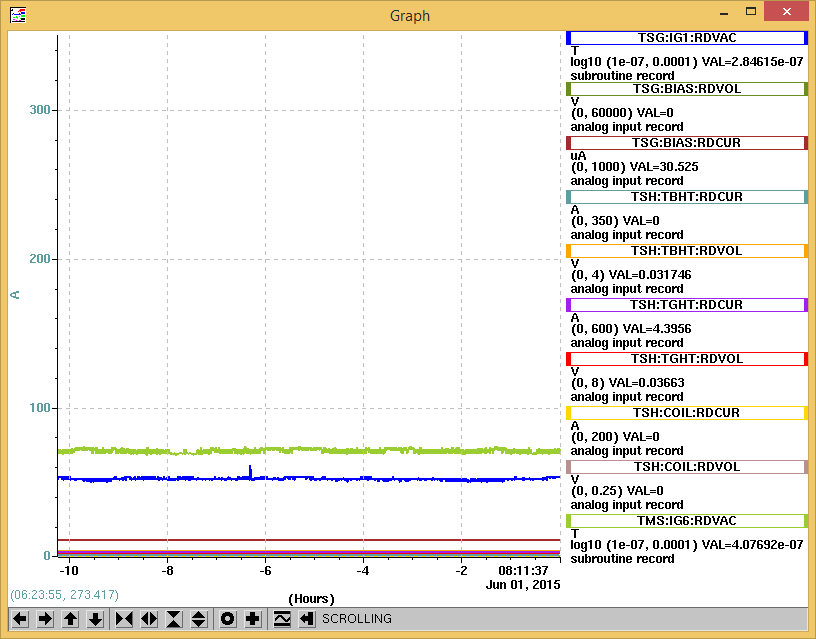 Graph
TSG:IG1:RDVAC
T
log10 (1e-07, 0.0001) VAL=2.84615e-07
subroutine record
TSG:BIAS:RDVOL
V
(0, 60000) VAL=0
analog input record
TSG:BIAS:RDCUR
uA
(0, 1000) VAL=30.525
analog input record
TSH:TBHT:RDCUR
A
(0, 350) VAL=0
analog input record
TSH:TBHT:RDVOL
V
(0, 4) VAL=0.031746
analog input record
TSH:TGHT:RDCUR
A
(0, 600) VAL=4.3956
analog input record
TSH:TGHT:RDVOL
V
(0, 8) VAL=0.03663
analog input record
TSH:COIL:RDCUR
A
(0, 200) VAL=0
analog input record
TSH:COIL:RDVOL
V
(0, 0.25) VAL=0
analog input record
TMS:IG6:RDVAC
T
log10 (1e-07, 0.0001) VAL=4.07692e-07
subroutine record
300
200
A
100
0
-10 -8 -6 -4 -2 08:11:37
Jun 01, 2015
(06:23:55, 273.417)
(Hours)
SCROLLING